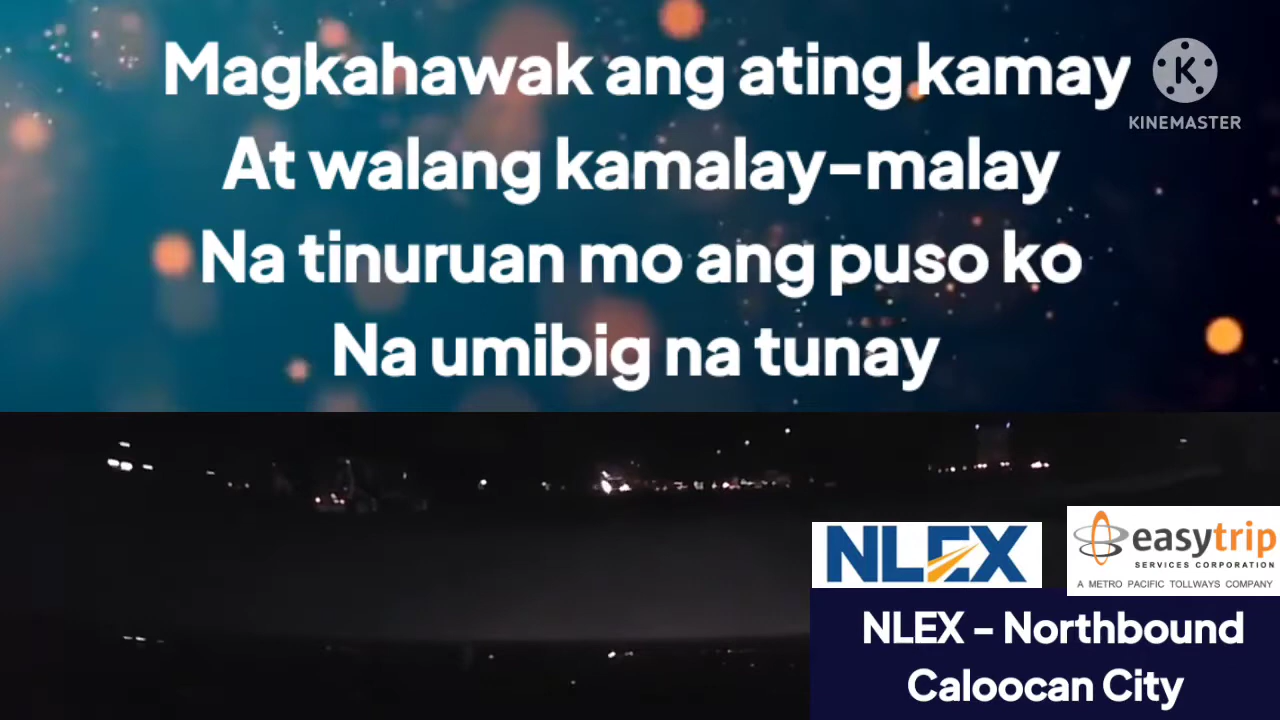 Magkahawak ang ating kamay
At walang kamalay-malay
Na tinuruan mo ang puso ko
Na umibig na tunay
KINEMASTER
NLEX
easytrip
SERVICES CORPORATION
A METRO PACIFIC TOLLWAYS COMPANY
NLEX - Northbound
Caloocan City